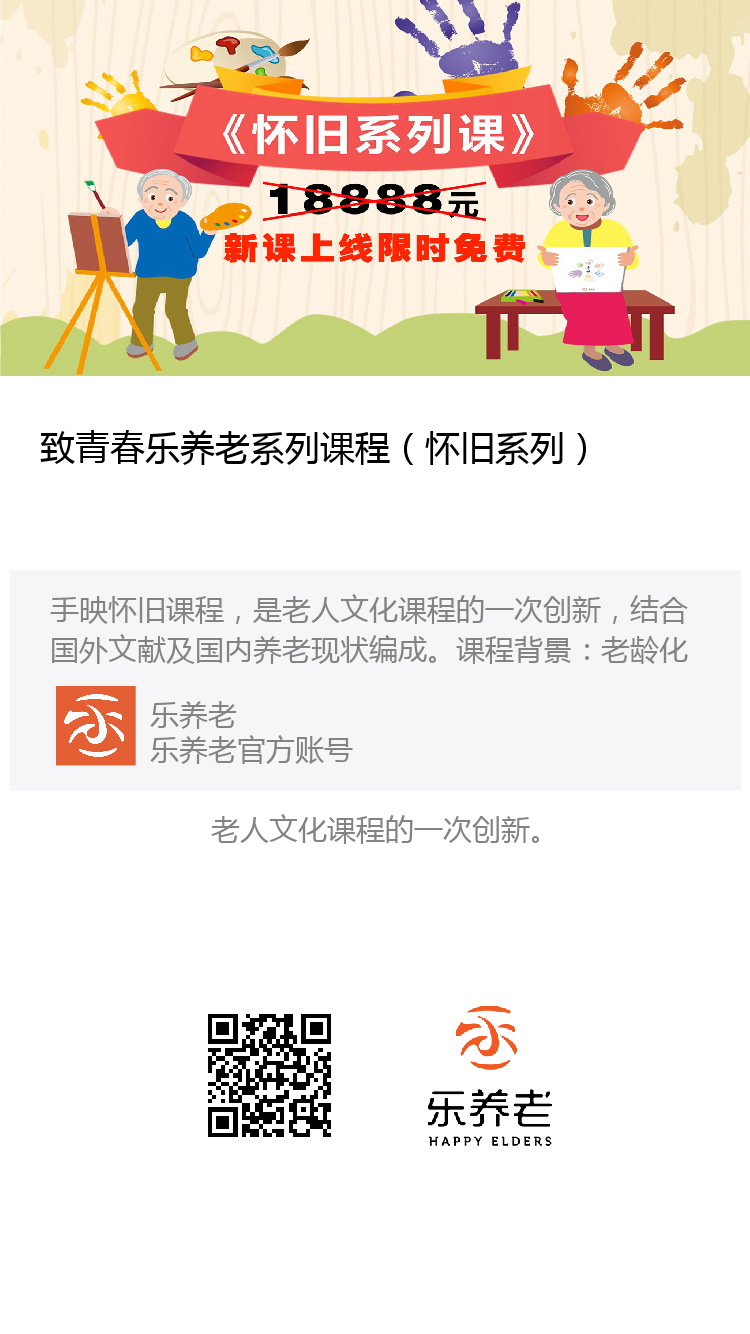 《怀旧系列课》
18888元
新课上线限时免费
致青春乐养老系列课程（怀旧系列）
手映怀旧课程，是老人文化课程的一次创新，结合
国外文献及国内养老现状编成。课程背景：老龄化
乐养老
乐养老官方账号
老人文化课程的一次创新。
乐养老
HAPPY ELDERS